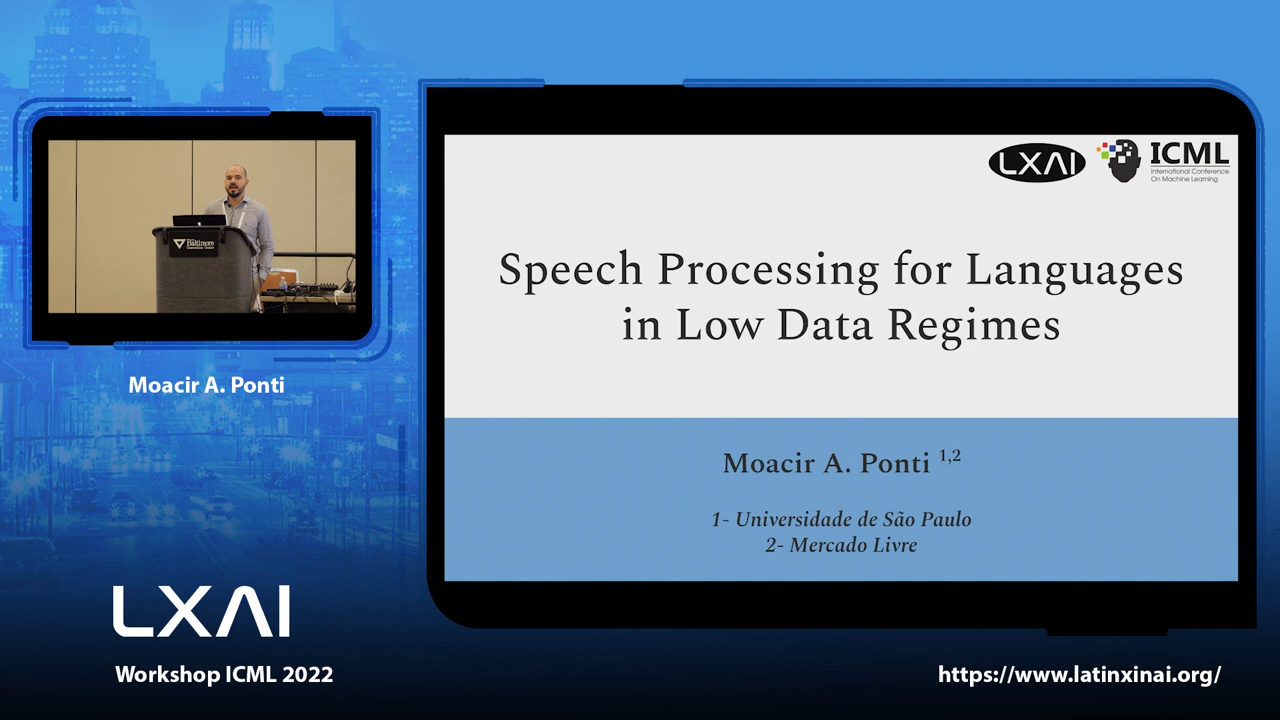 LXAI
ICML
International Conference
On Machine Learning
Speech Processing for Languages
in Low Data Regimes
Moacir A. Ponti 1,2
1- Universidade de São Paulo
2- Mercado Livre
Baltimore
Moacir A. Ponti
LXAI
Workshop ICML 2022
https://www.latinxinai.org/